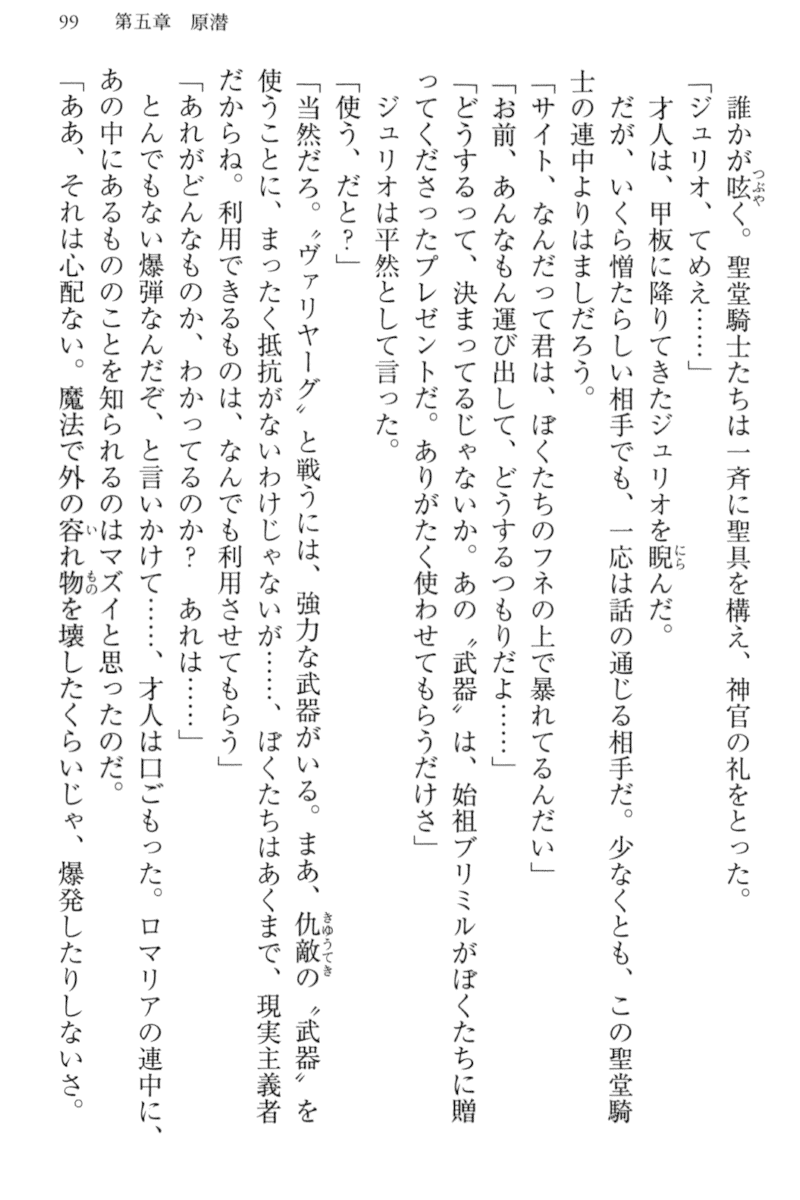 99　第五章　原潜
誰かが呟く。聖堂騎士たちは一斉に聖具を構え、神官の礼をとった。
「ジュリオ、てめえ……」
才人は、甲板に降りてきたジュリオを睨んだ。
だが、いくら憎たらしい相手でも、一応は話の通じる相手だ。少なくとも、この聖堂騎
士の連中よりはましだろう。
「サイト、なんだって君は、ぼくたちのフネの上で暴れてるんだい」
「お前、あんなもん運び出して、どうするつもりだよ……」
「どうするって、決まってるじゃないか。あの〝武器〟は、始祖ブリミルがぼくたちに贈
ってくださったプレゼントだ。ありがたく使わせてもらうだけさ」
ジュリオは平然として言った。
「使う、だと？」
「当然だろ。〝ヴァリヤーグ〟と戦うには、強力な武器がいる。まあ、仇敵の〝武器〟を
使うことに、まったく抵抗がないわけじゃないが……、ぼくたちはあくまで、現実主義者
だからね。利用できるものは、なんでも利用させてもらう」
「あれがどんなものか、わかってるのか？　あれは……」
とんでもない爆弾なんだぞ、と言いかけて……、才人は口ごもった。ロマリアの連中に、
あの中にあるもののことを知られるのはマズイと思ったのだ。
「ああ、それは心配ない。魔法で外の容れ物を壊したくらいじゃ、爆発したりしないさ。